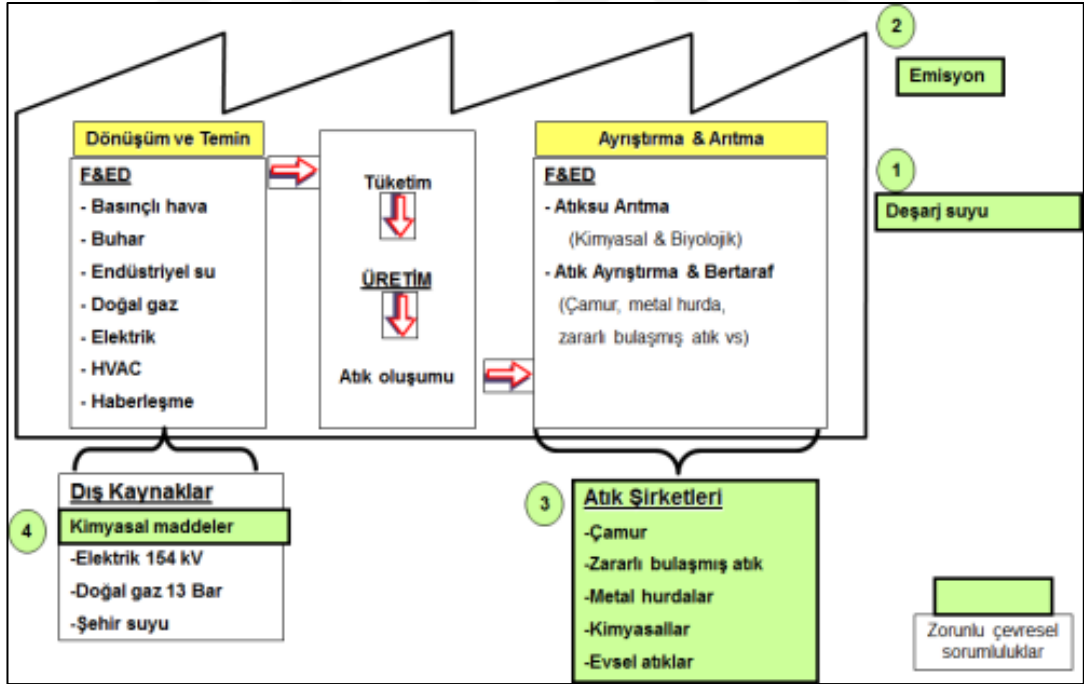 2
Emisyon
1
Deşarj suyu
Dönüşüm ve Temin
F&ED
- Basınçlı hava
- Buhar
- Endüstriyel su
- Doğal gaz
- Elektrik
- HVAC
- Haberleşme
Tüketim
ÜRETİM
Atık oluşumu
Ayrıştırma & Arıtma
F&ED
- Atıksu Arıtma
(Kimyasal & Biyolojik)
- Atık Ayrıştırma & Bertaraf
(Çamur, metal hurda,
zararlı bulaşmış atık vs)
4
Dış Kaynaklar
Kimyasal maddeler
-Elektrik 154 kV
-Doğal gaz 13 Bar
-Şehir suyu
3
Atık Şirketleri
-Çamur
-Zararlı bulaşmış atık
-Metal hurdalar
-Kimyasallar
-Evsel atıklar
Zorunlu çevresel
sorumluluklar